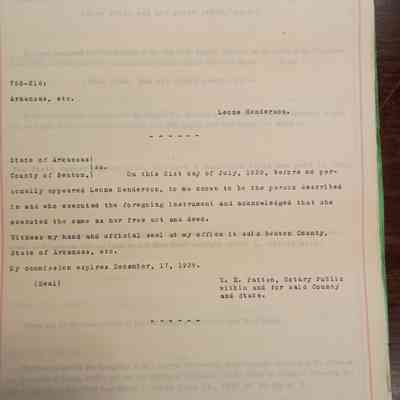 758-Elc;
Arkansas, etc.
Leona Henderson.
State of Arkansas)
)ss.
County of Benton,) On this 21st day of July, 1930, before me per-
sonally appeared Leona Henderson, to me known to be the person described
in and who executed the foregoing instrument and acknowledged that she
executed the same as her free act and deed.
Witness my hand and official seal at my office in said Benton County,
State of Arkansas, etc.
My commission expires December, 17, 1929.
(Seal)
Patton, Notary Public
within and for said County
and State.